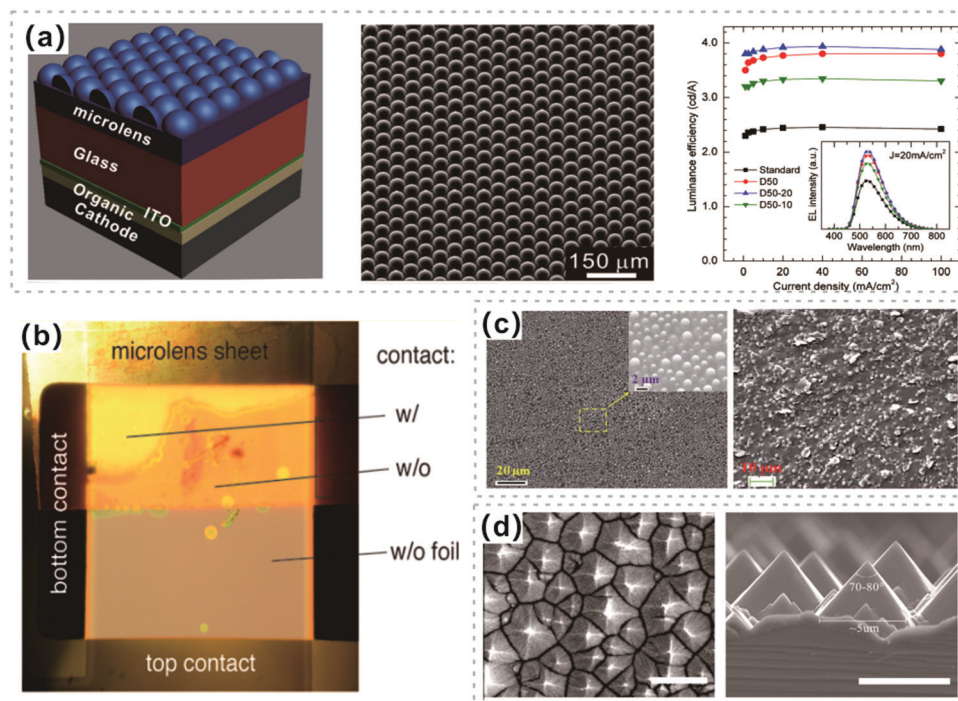 (a)
microlens
Glass
ITO
Organic
Cathode
150 μm
Luminance efficiency (cd/A)
4.0
3.0
2.0
1.0
0.0
Standard
D50
D50-20
D50-10
EL intensity (a.u.)
J=20mA/cm²
400 500 600 700 800
Wavelength (nm)
0 20 40 60 80 100
Current density (mA/cm²)
(b)
microlens sheet
contact:
w/
w/o
w/o foil
bottom contact
top contact
(c)
2 μm
20 μm
(d)
70-80°
~5um